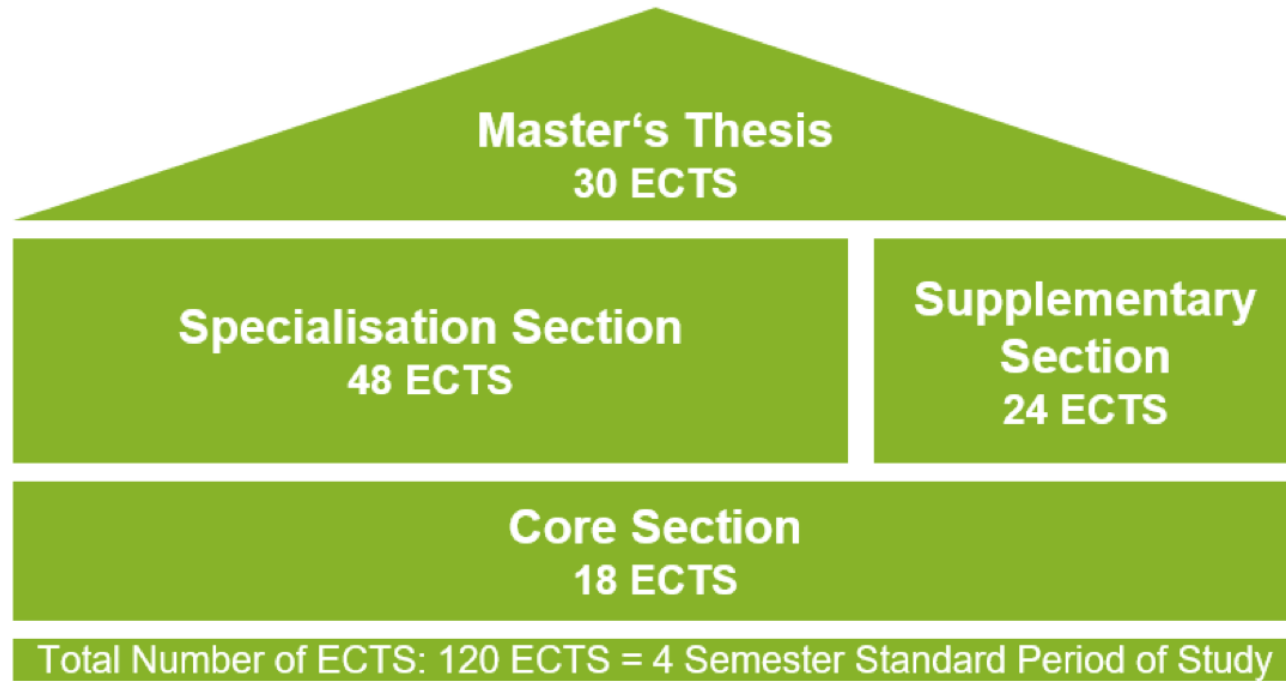 Master‘s Thesis
30 ECTS
Specialisation Section
48 ECTS
Supplementary
Section
24 ECTS
Core Section
18 ECTS
Total Number of ECTS: 120 ECTS = 4 Semester Standard Period of Study